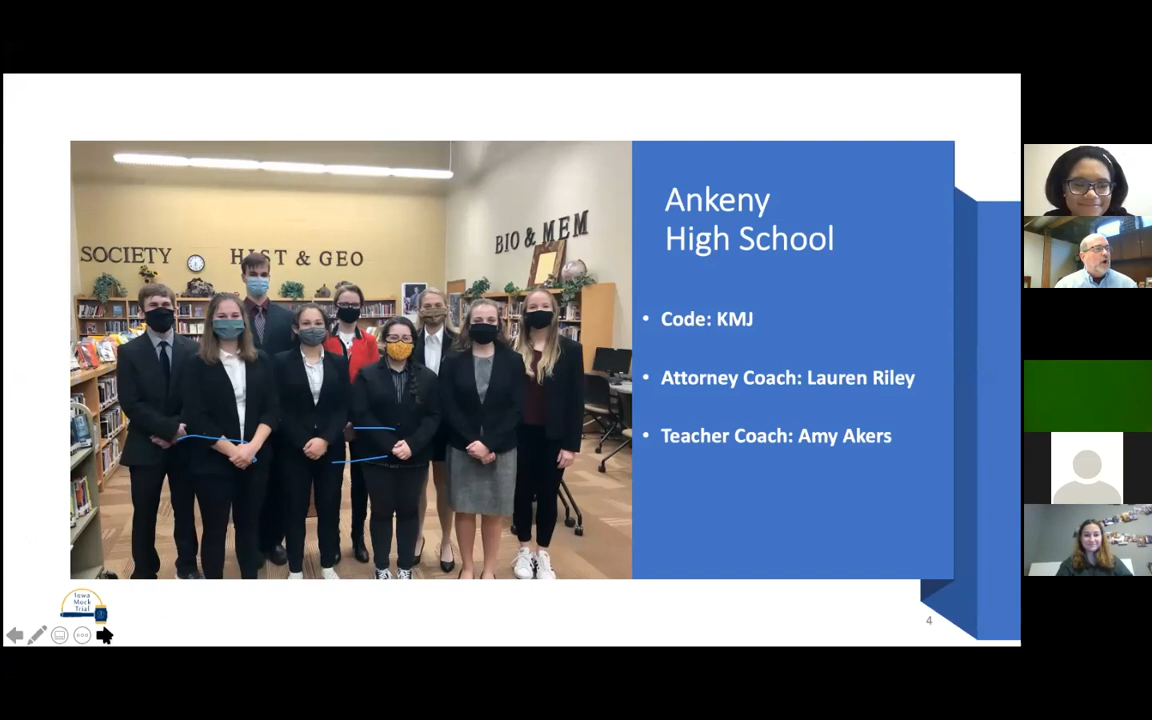 SOCIETY
HIST & GEO
BIO & MEM
Ankeny
High School
• Code: KMJ
• Attorney Coach: Lauren Riley
• Teacher Coach: Amy Akers
Iowa
Mock
Trial
4